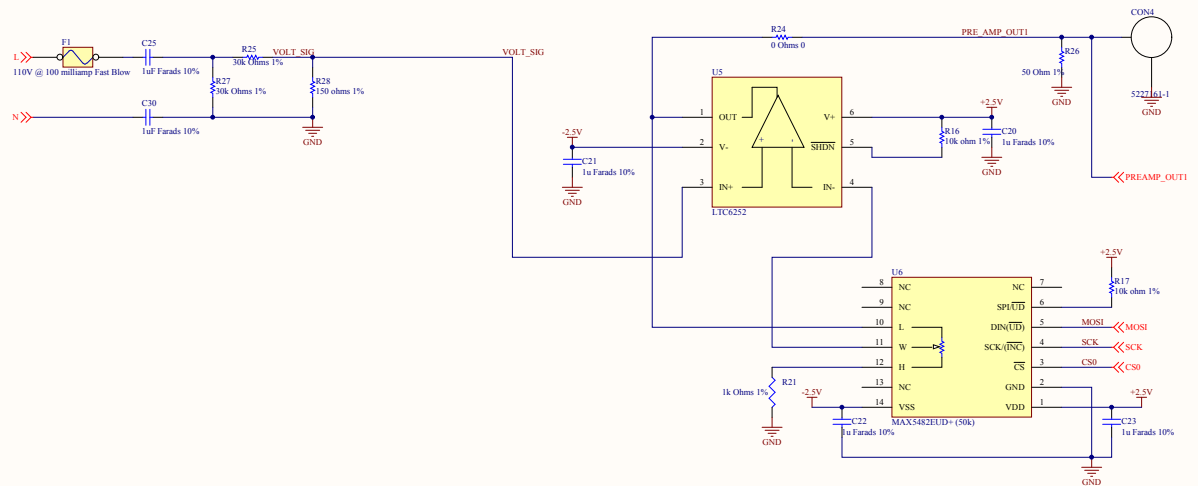 CON4
R24
0 Ohms 0
PRE_AMP_OUT1
R26
50 Ohm 1%
GND
5227161-1
GND
F1
L
110V @ 100 milliamp Fast Blow
C25
1uF Farads 10%
R25
30k Ohms 1%
VOLT_SIG
VOLT_SIG
R27
30k Ohms 1%
R28
150 ohms 1%
N
C30
1uF Farads 10%
GND
U5
1
OUT
V+
6
2
V-
SHDN
5
3
IN+
IN-
4
+
-
LTC6252
-2.5V
C21
1u Farads 10%
GND
+2.5V
R16
10k ohm 1%
C20
1u Farads 10%
GND
PREAMP_OUT1
U6
8
NC
NC
7
9
NC
SPI/UD
6
10
L
DIN(UD)
5
MOSI
MOSI
11
W
SCK/(INC)
4
SCK
SCK
12
H
CS
3
CS0
CS0
13
NC
GND
2
14
VSS
VDD
1
MAX5482EUD+ (50k)
+2.5V
R17
10k ohm 1%
R21
1k Ohms 1%
GND
-2.5V
C22
1u Farads 10%
+2.5V
C23
1u Farads 10%
GND